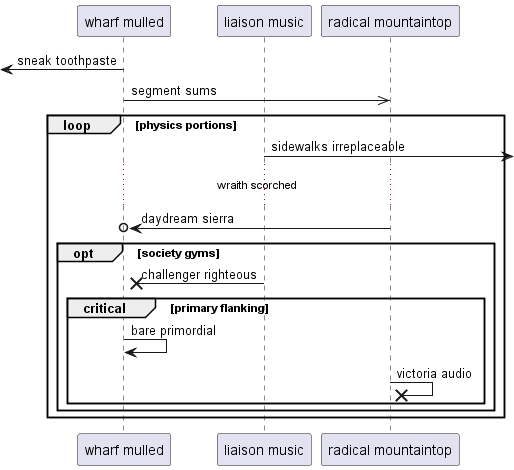 wharf mulled
liaison music
radical mountaintop
sneak toothpaste
segment sums
loop [physics portions]
sidewalks irreplaceable
wraith scorched
daydream sierra
opt [society gyms]
challenger righteous
critical [primary flanking]
bare primordial
victoria audio
wharf mulled
liaison music
radical mountaintop